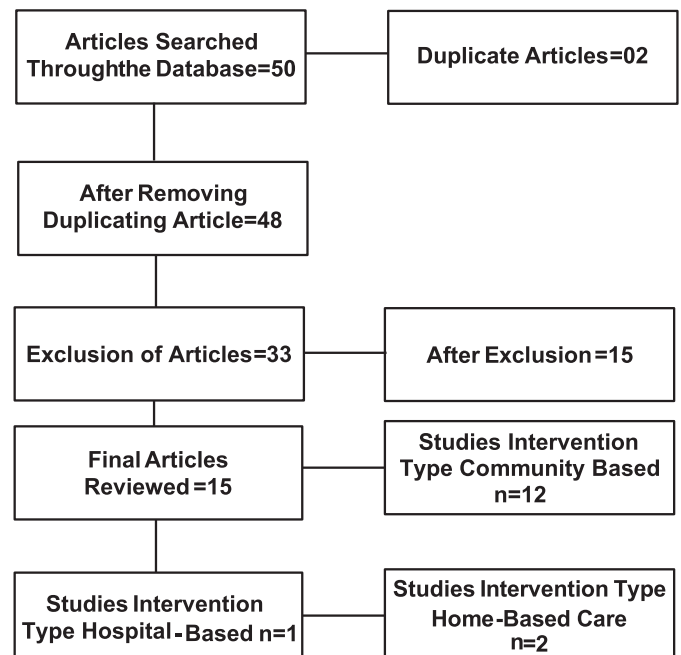 Articles Searched
Throughthe Database=50
Duplicate Articles=02
After Removing
Duplicating Article=48
Exclusion of Articles=33
After Exclusion=15
Final Articles
Reviewed=15
Studies Intervention
Type Community Based
n=12
Studies Intervention
Type Hospital-Based n=1
Studies Intervention Type
Home-Based Care
n=2